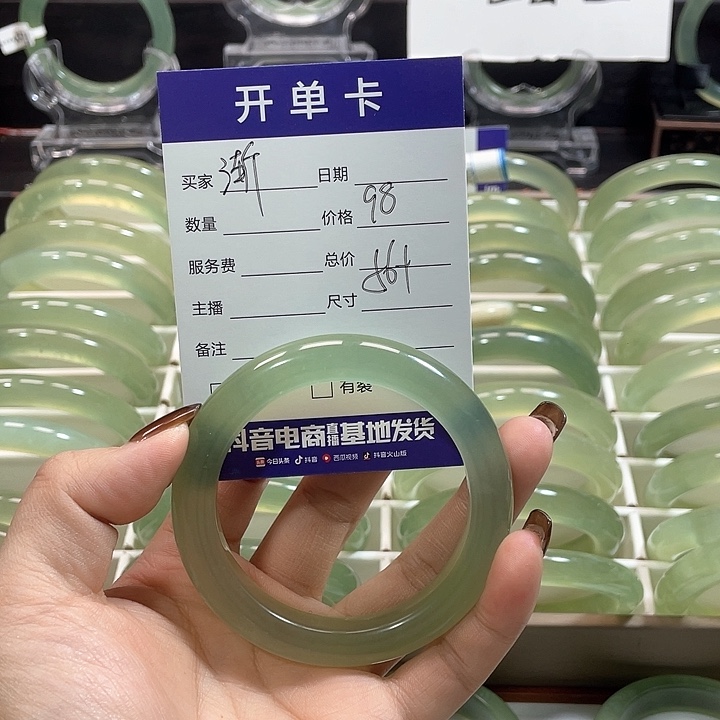 开单卡
买家 浙 日期
数量 价格 98
服务费 总价
主播 尺寸
备注
有装
抖音电商直播基地发货
今日头条 抖音 西瓜视频 抖音火山版